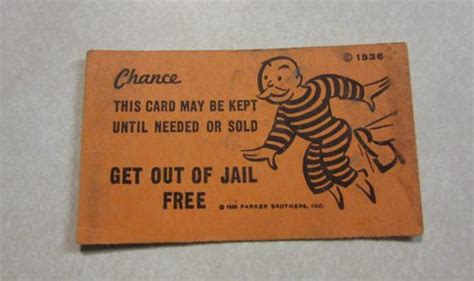 © 1936
Chance
THIS CARD MAY BE KEPT
UNTIL NEEDED OR SOLD
GET OUT OF JAIL
FREE
© 1936 PARKER BROTHERS, INC.